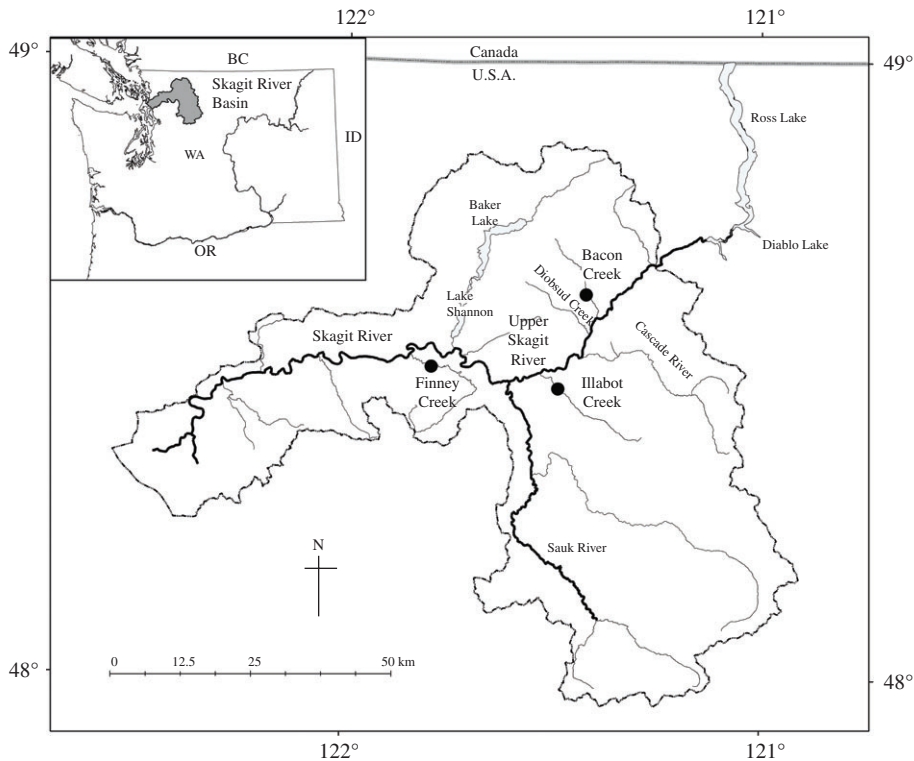 122°
121°
49°
49°
BC
Skagit River
Basin
ID
WA
OR
Canada
U.S.A.
Ross Lake
Diablo Lake
Baker
Lake
Bacon
Creek
Diobsud Creek
Lake
Shannon
Upper
Skagit
River
Cascade River
Skagit River
Finney
Creek
Illabot
Creek
Sauk River
N
0
12.5
25
50 km
48°
48°
122°
121°